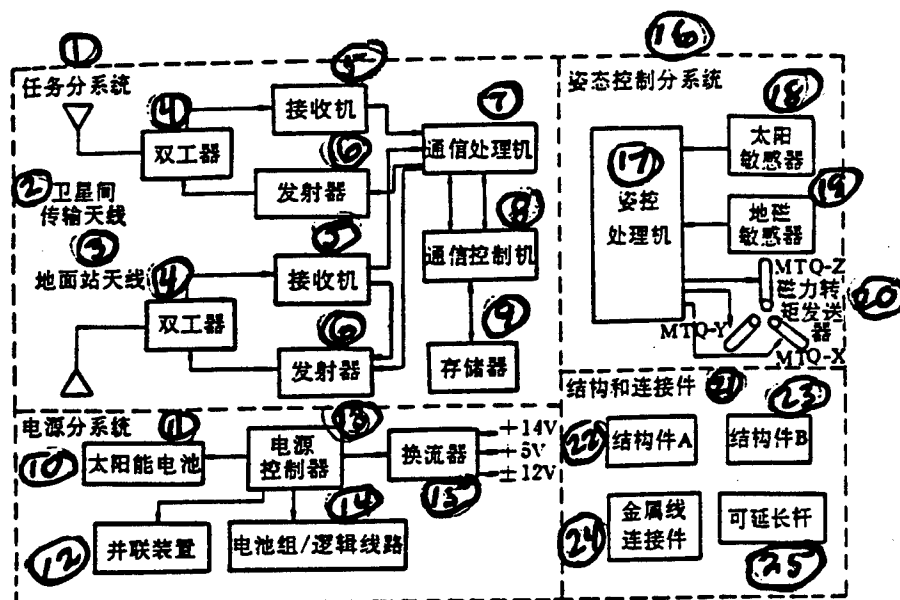 1
16
任务分系统
5
姿态控制分系统
4
接收机
7
18
双工器
6
通信处理机
17
太阳
敏感器
2
卫星间
传输天线
发射器
姿控
处理机
19
3
5
8
地磁
敏感器
地面站天线
4
接收机
通信控制机
MTQ-Z
磁力转
矩发送
器
20
双工器
6
9
MTQ-Y
MTQ-X
发射器
存储器
结构和连接件
21
23
电源分系统
11
13
+14V
10
太阳能电池
电源
控制器
换流器
+5V
±12V
22
结构件A
结构件B
14
15
12
并联装置
电池组/逻辑线路
24
金属线
连接件
可延长杆
25